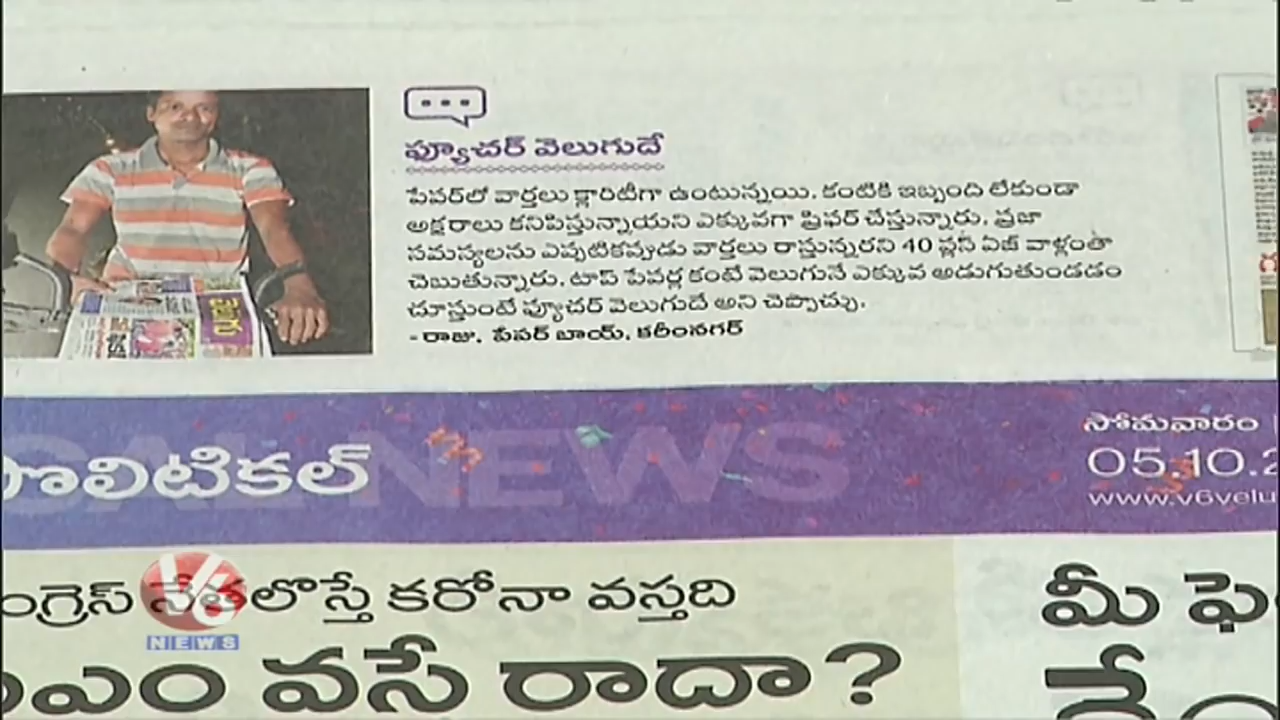 ఫ్యూచర్ వెలుగుదే
పేపర్‌లో వార్తలు క్లారిటీగా ఉంటున్నయి. కంటికి ఇబ్బంది లేకుండా
అక్షరాలు కనిపిస్తున్నాయని ఎక్కువగా ప్రిఫర్ చేస్తున్నారు. ప్రజా
సమస్యలను ఎప్పటికప్పుడు వార్తలు రాస్తున్నరని 40 ప్లస్ ఏజ్ వాళ్లంతా
చెబుతున్నారు. టాప్ పేపర్ల కంటే వెలుగునే ఎక్కువ అడుగుతుండడం
చూస్తుంటే ఫ్యూచర్ వెలుగుదే అని చెప్పొచ్చు.
- రాజు, పేపర్ బాయ్, కరీంనగర్
పొలిటికల్
NEWS
సోమవారం
05.10.2
www.v6velu
ంగ్రెస్ నేతలొస్తే కరోనా వస్తది
ఎం వస్తే రాదా?
మీ ఫె
V6
NEWS